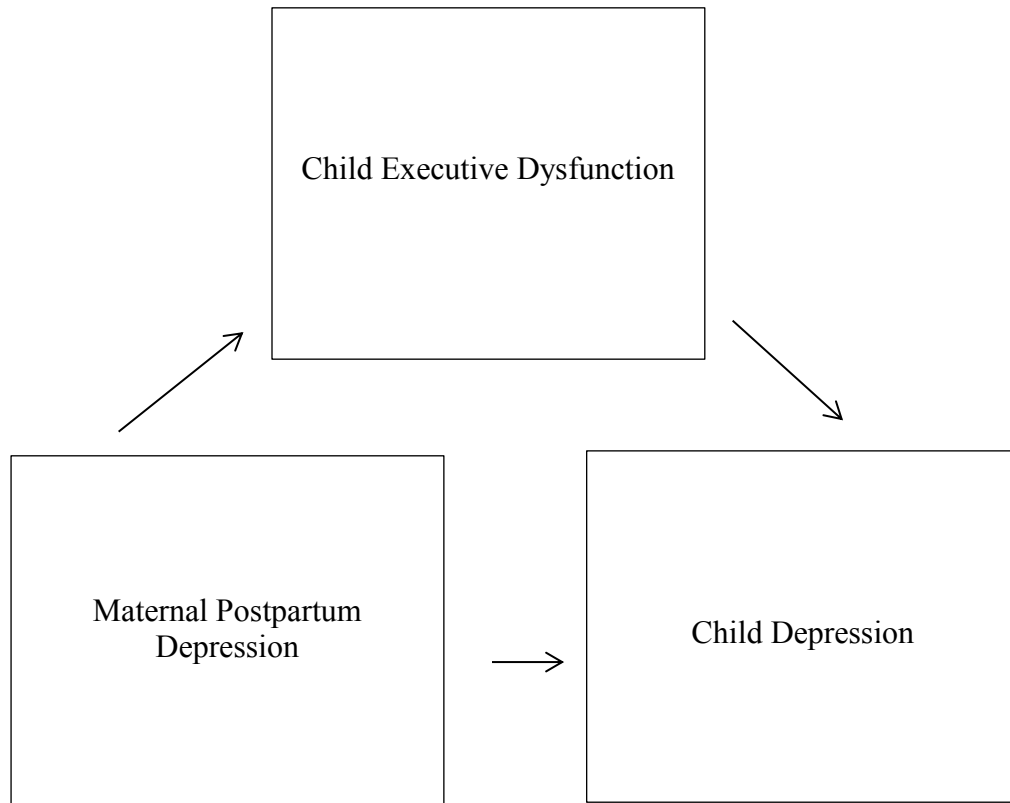 Child Executive Dysfunction
Maternal Postpartum
Depression
Child Depression